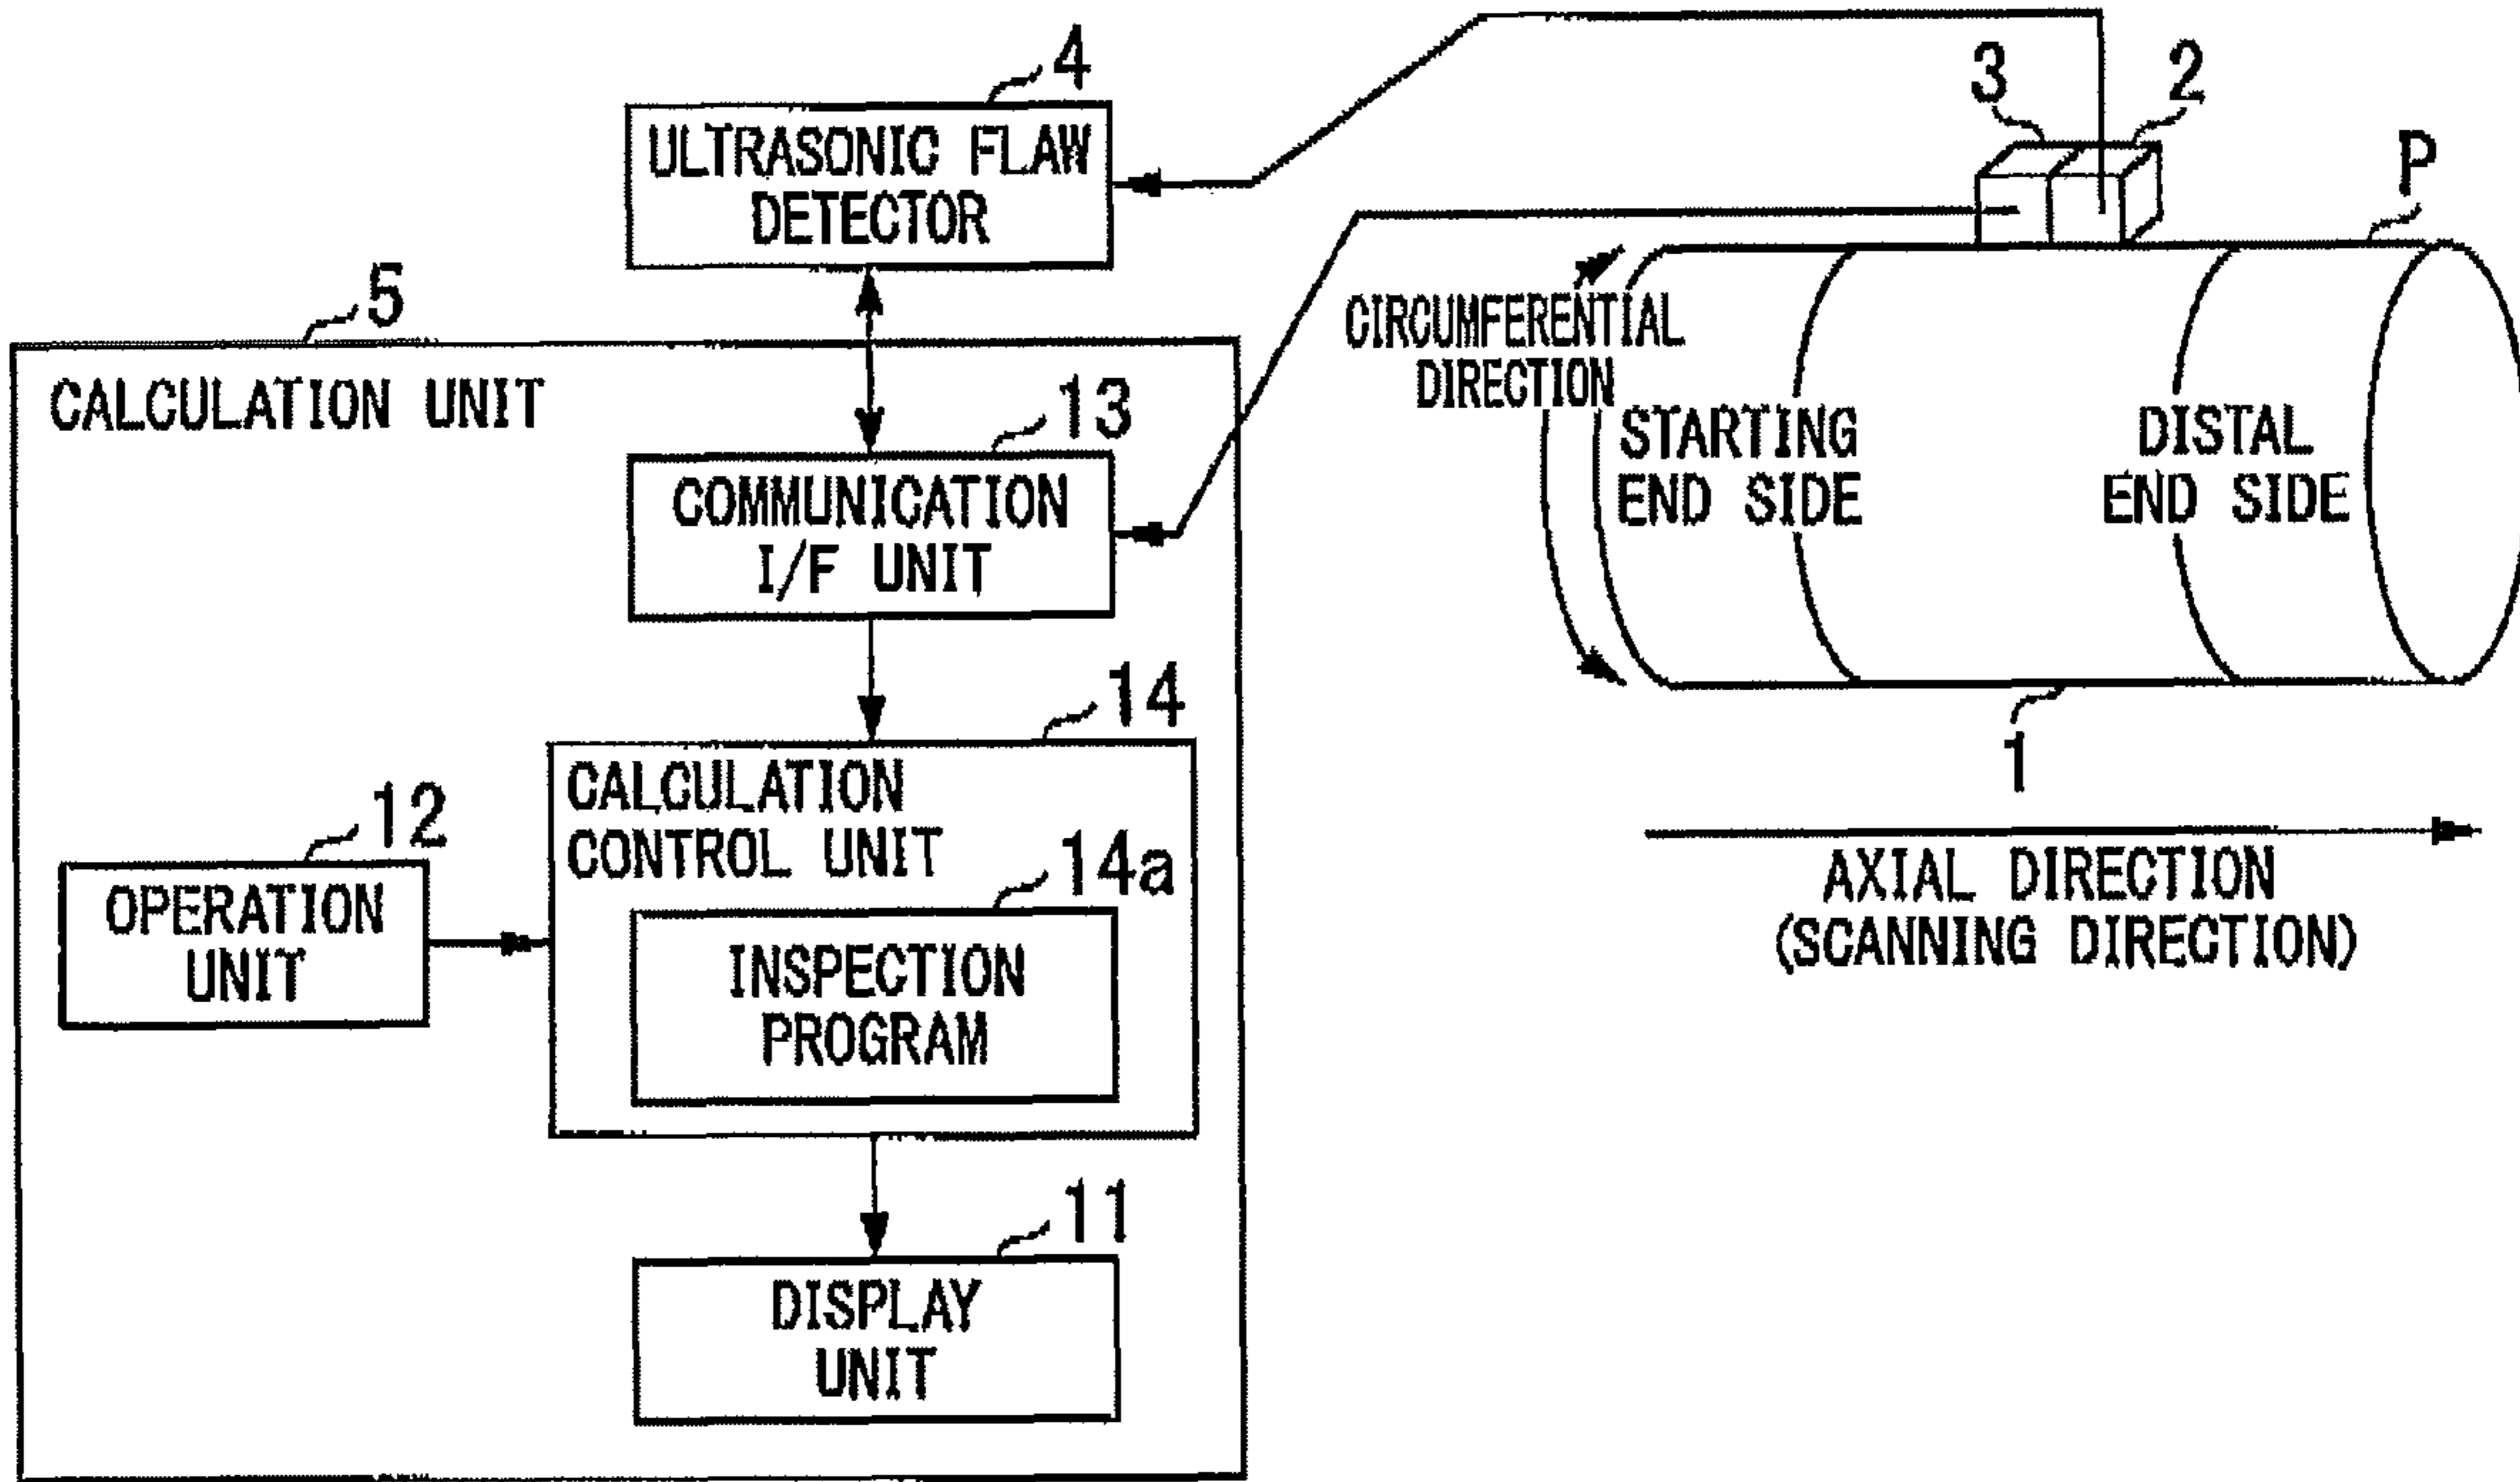 4
ULTRASONIC FLAW
DETECTOR
3
2
P
5
CALCULATION UNIT
13
COMMUNICATION
I/F UNIT
CIRCUMFERENTIAL
DIRECTION
STARTING
END SIDE
DISTAL
END SIDE
1
AXIAL DIRECTION
(SCANNING DIRECTION)
14
CALCULATION
CONTROL UNIT
12
OPERATION
UNIT
14a
INSPECTION
PROGRAM
11
DISPLAY
UNIT